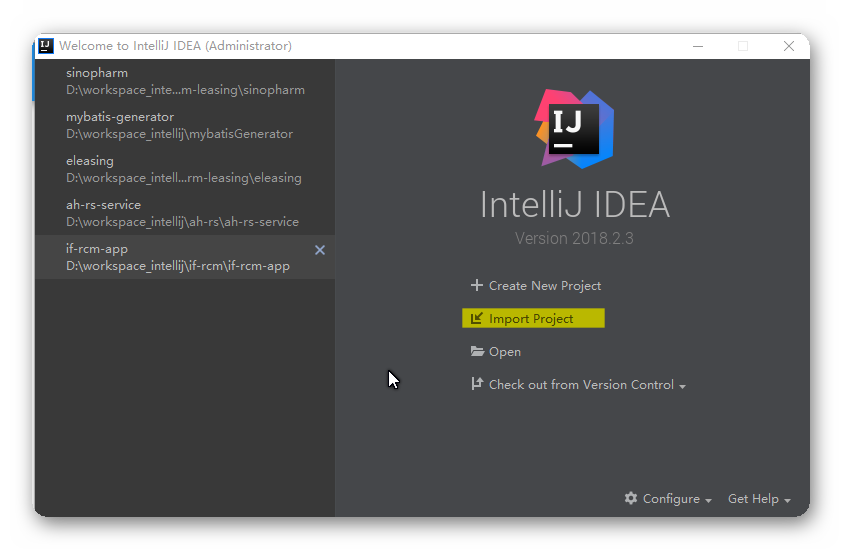 Welcome to IntelliJ IDEA (Administrator)
sinopharm
D:\workspace_inte...m-leasing\sinopharm
mybatis-generator
D:\workspace_intellij\mybatisGenerator
eleasing
D:\workspace_intell...rm-leasing\eleasing
ah-rs-service
D:\workspace_intellij\ah-rs\ah-rs-service
if-rcm-app
D:\workspace_intellij\if-rcm\if-rcm-app
IJ
IntelliJ IDEA
Version 2018.2.3
Create New Project
Import Project
Open
Check out from Version Control
Configure
Get Help